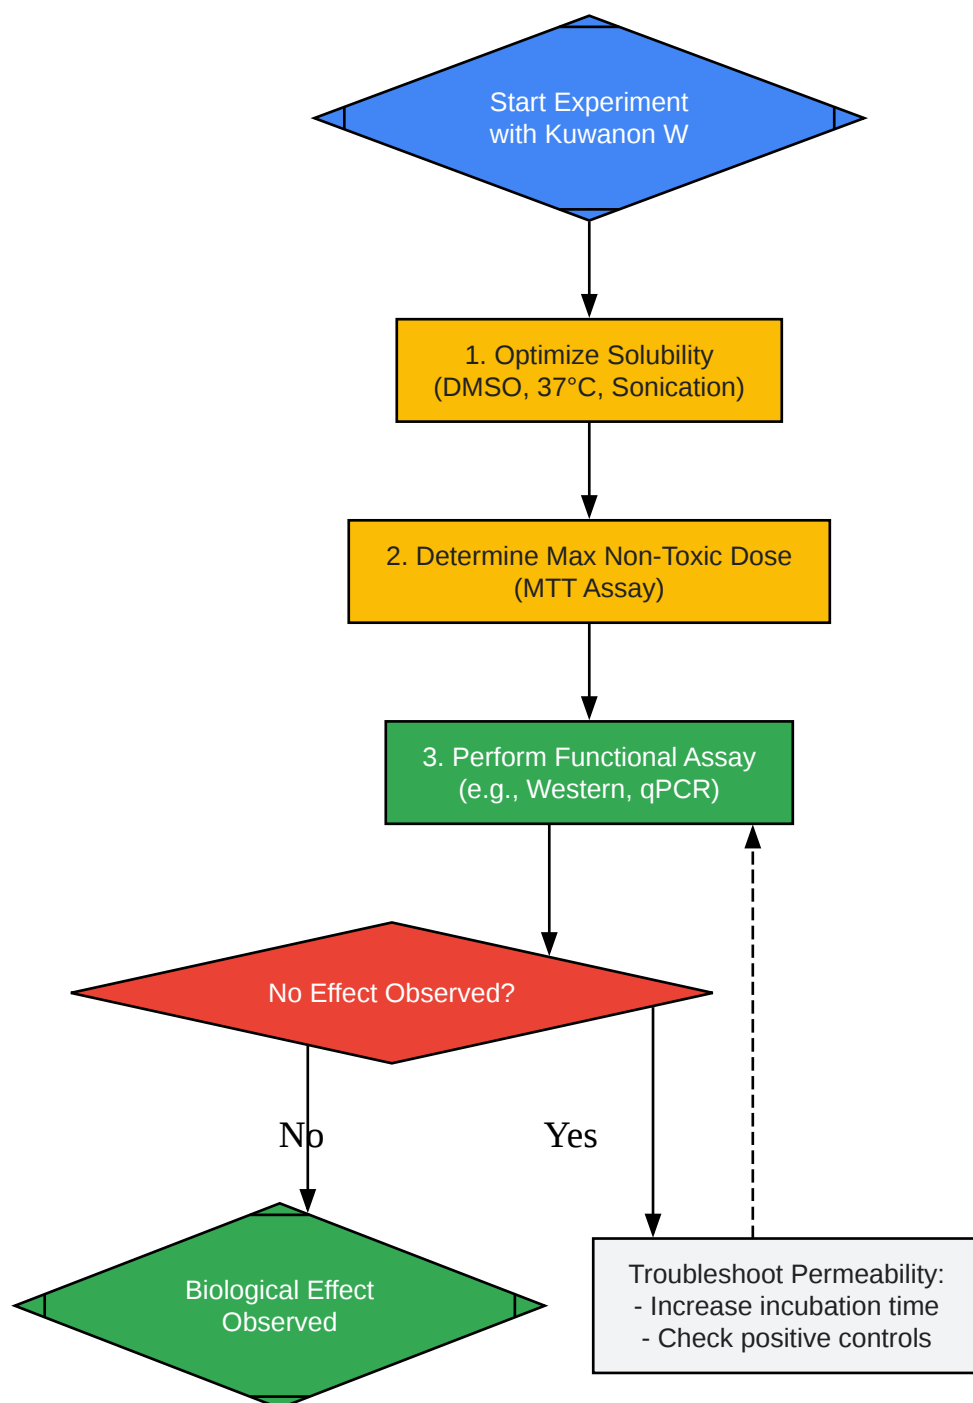 Start Experiment
with Kuwanon W
1. Optimize Solubility
(DMSO, 37°C, Sonication)
2. Determine Max Non-Toxic Dose
(MTT Assay)
3. Perform Functional Assay
(e.g., Western, qPCR)
No Effect Observed?
No
Yes
Biological Effect
Observed
Troubleshoot Permeability:
- Increase incubation time
- Check positive controls